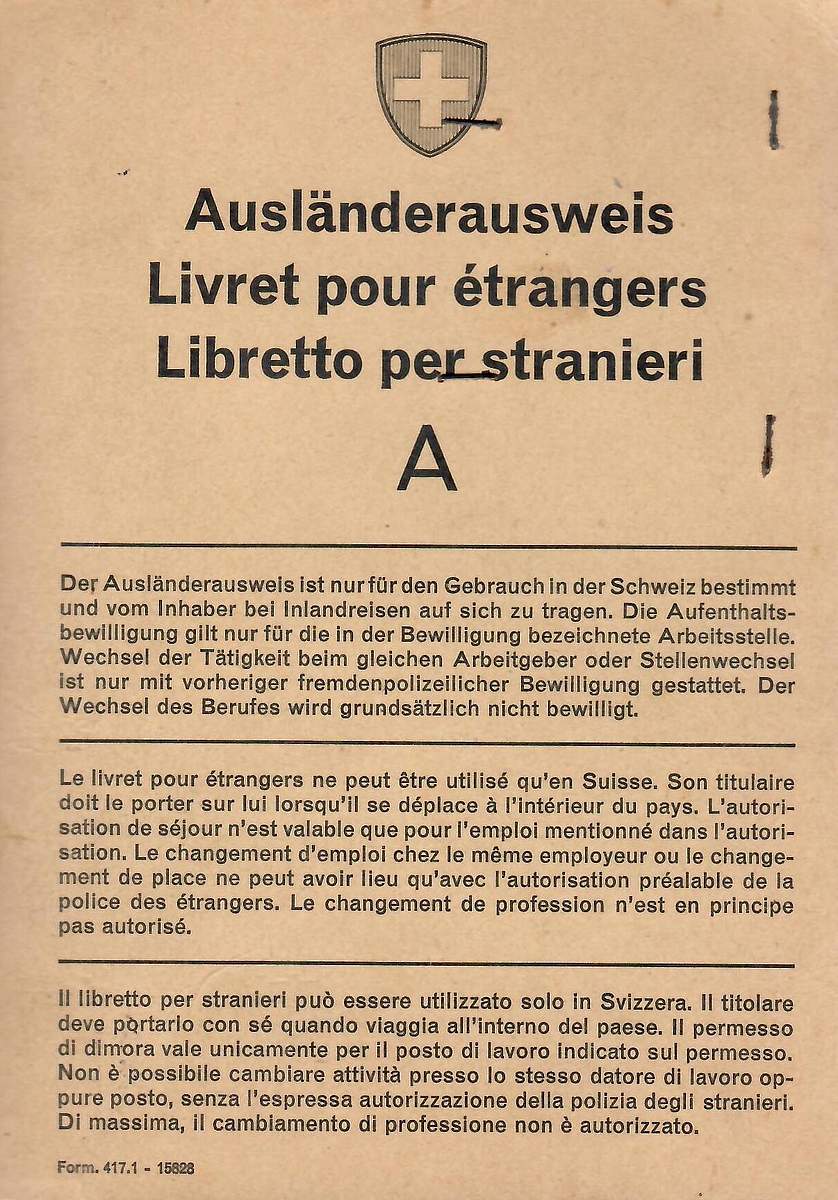 Ausländerausweis
Livret pour étrangers
Libretto per stranieri
A
Der Ausländerausweis ist nur für den Gebrauch in der Schweiz bestimmt
und vom Inhaber bei Inlandreisen auf sich zu tragen. Die Aufenthalts-
bewilligung gilt nur für die in der Bewilligung bezeichnete Arbeitsstelle.
Wechsel der Tätigkeit beim gleichen Arbeitgeber oder Stellenwechsel
ist nur mit vorheriger fremdenpolizeilicher Bewilligung gestattet. Der
Wechsel des Berufes wird grundsätzlich nicht bewilligt.
Le livret pour étrangers ne peut être utilisé qu'en Suisse. Son titulaire
doit le porter sur lui lorsqu'il se déplace à l'intérieur du pays. L'autori-
sation de séjour n'est valable que pour l'emploi mentionné dans l'autori-
sation. Le changement d'emploi chez le même employeur ou le change-
ment de place ne peut avoir lieu qu'avec l'autorisation préalable de la
police des étrangers. Le changement de profession n'est en principe
pas autorisé.
Il libretto per stranieri può essere utilizzato solo in Svizzera. Il titolare
deve portarlo con sé quando viaggia all'interno del paese. Il permesso
di dimora vale unicamente per il posto di lavoro indicato sul permesso.
Non è possibile cambiare attività presso lo stesso datore di lavoro op-
pure posto, senza l'espressa autorizzazione della polizia degli stranieri.
Di massima, il cambiamento di professione non è autorizzato.
Form. 417.1 - 15828